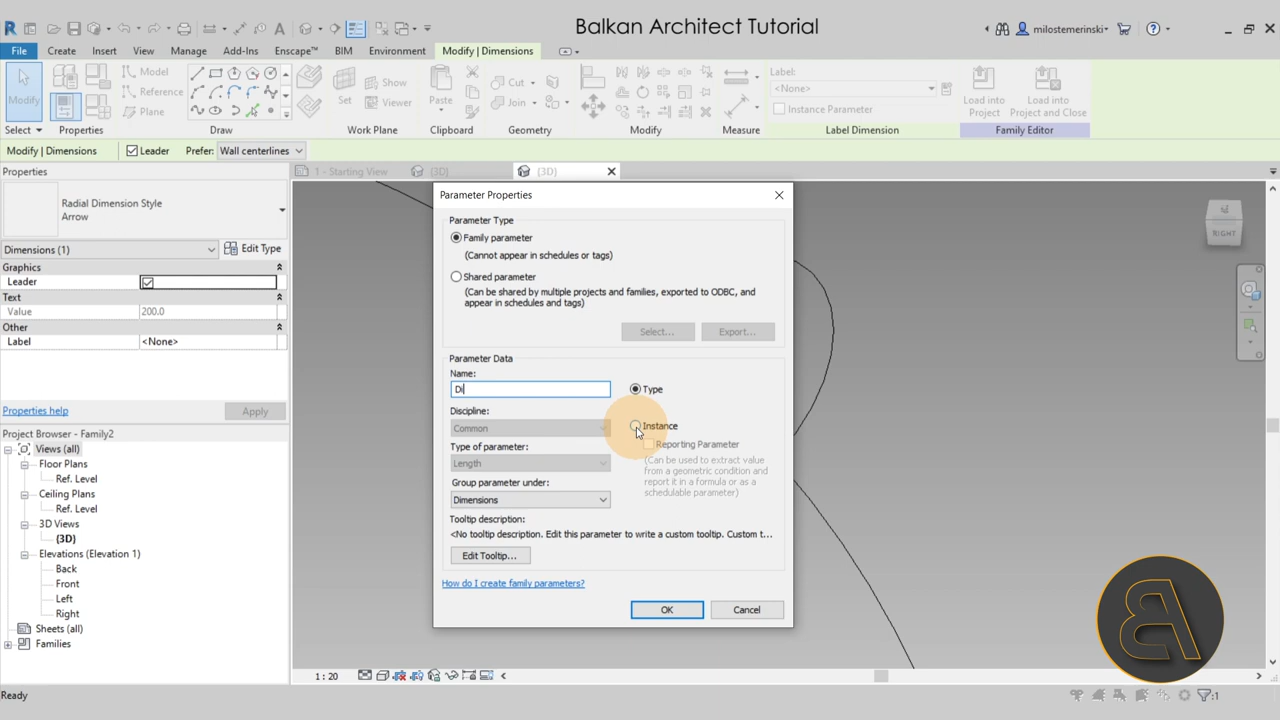 Balkan Architect Tutorial
milostemerinski
File Create Insert View Manage Add-Ins Enscape™ BIM Environment Modify | Dimensions
Modify
Select
Properties
Model
Reference
Plane
Draw
Set
Show
Viewer
Work Plane
Paste
Clipboard
Cut
Join
Geometry
Modify
Measure
Label:
<None>
Instance Parameter
Label Dimension
Load into
Project
Load into
Project and Close
Family Editor
Modify | Dimensions Leader Prefer: Wall centerlines
Properties
1 - Starting View {3D} {3D}
Radial Dimension Style
Arrow
Dimensions (1) Edit Type
Graphics
Leader
Text
Value 200.0
Other
Label <None>
Properties help Apply
Project Browser - Family2
Views (all)
Floor Plans
Ref. Level
Ceiling Plans
Ref. Level
3D Views
{3D}
Elevations (Elevation 1)
Back
Front
Left
Right
Sheets (all)
Families
Parameter Properties
Parameter Type
Family parameter
(Cannot appear in schedules or tags)
Shared parameter
(Can be shared by multiple projects and families, exported to ODBC, and
appear in schedules and tags)
Select... Export...
Parameter Data
Name:
Di
Type
Discipline:
Common
Instance
Reporting Parameter
(Can be used to extract value
from a geometric condition and
report it in a formula or as a
schedulable parameter)
Type of parameter:
Length
Group parameter under:
Dimensions
Tooltip description:
<No tooltip description. Edit this parameter to write a custom tooltip. Custom t...
Edit Tooltip...
How do I create family parameters?
OK Cancel
RIGHT
1 : 20
Ready
:1